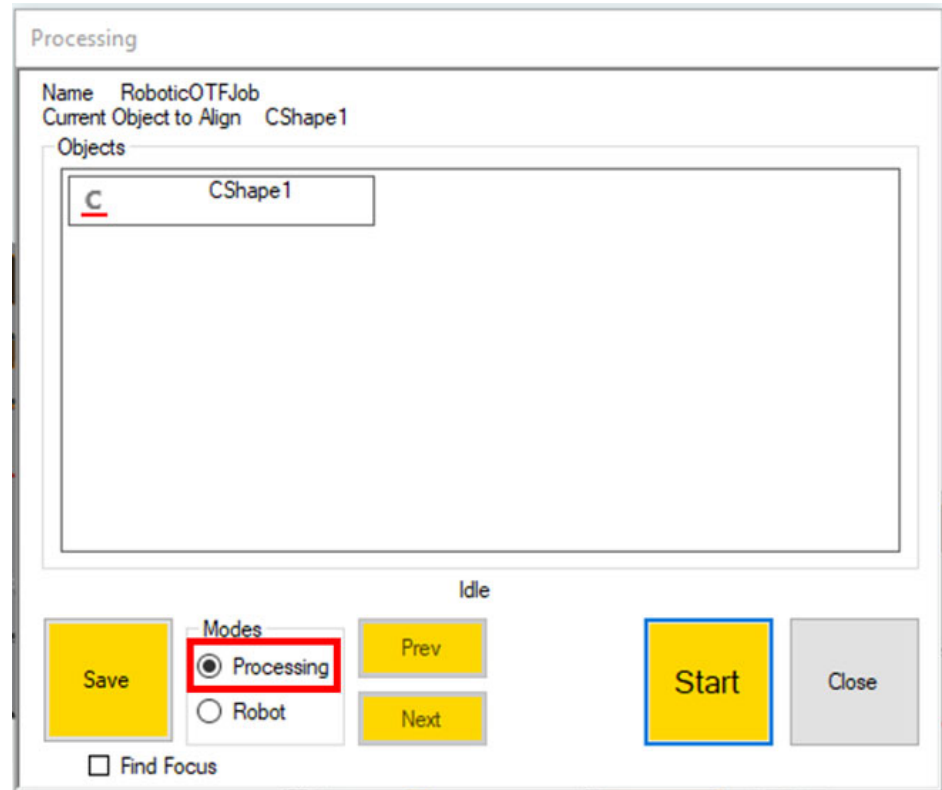 Processing
Name RoboticOTFJob
Current Object to Align CShape1
Objects
C CShape1
Idle
Save
Modes
Processing
Robot
Prev
Next
Start
Close
Find Focus